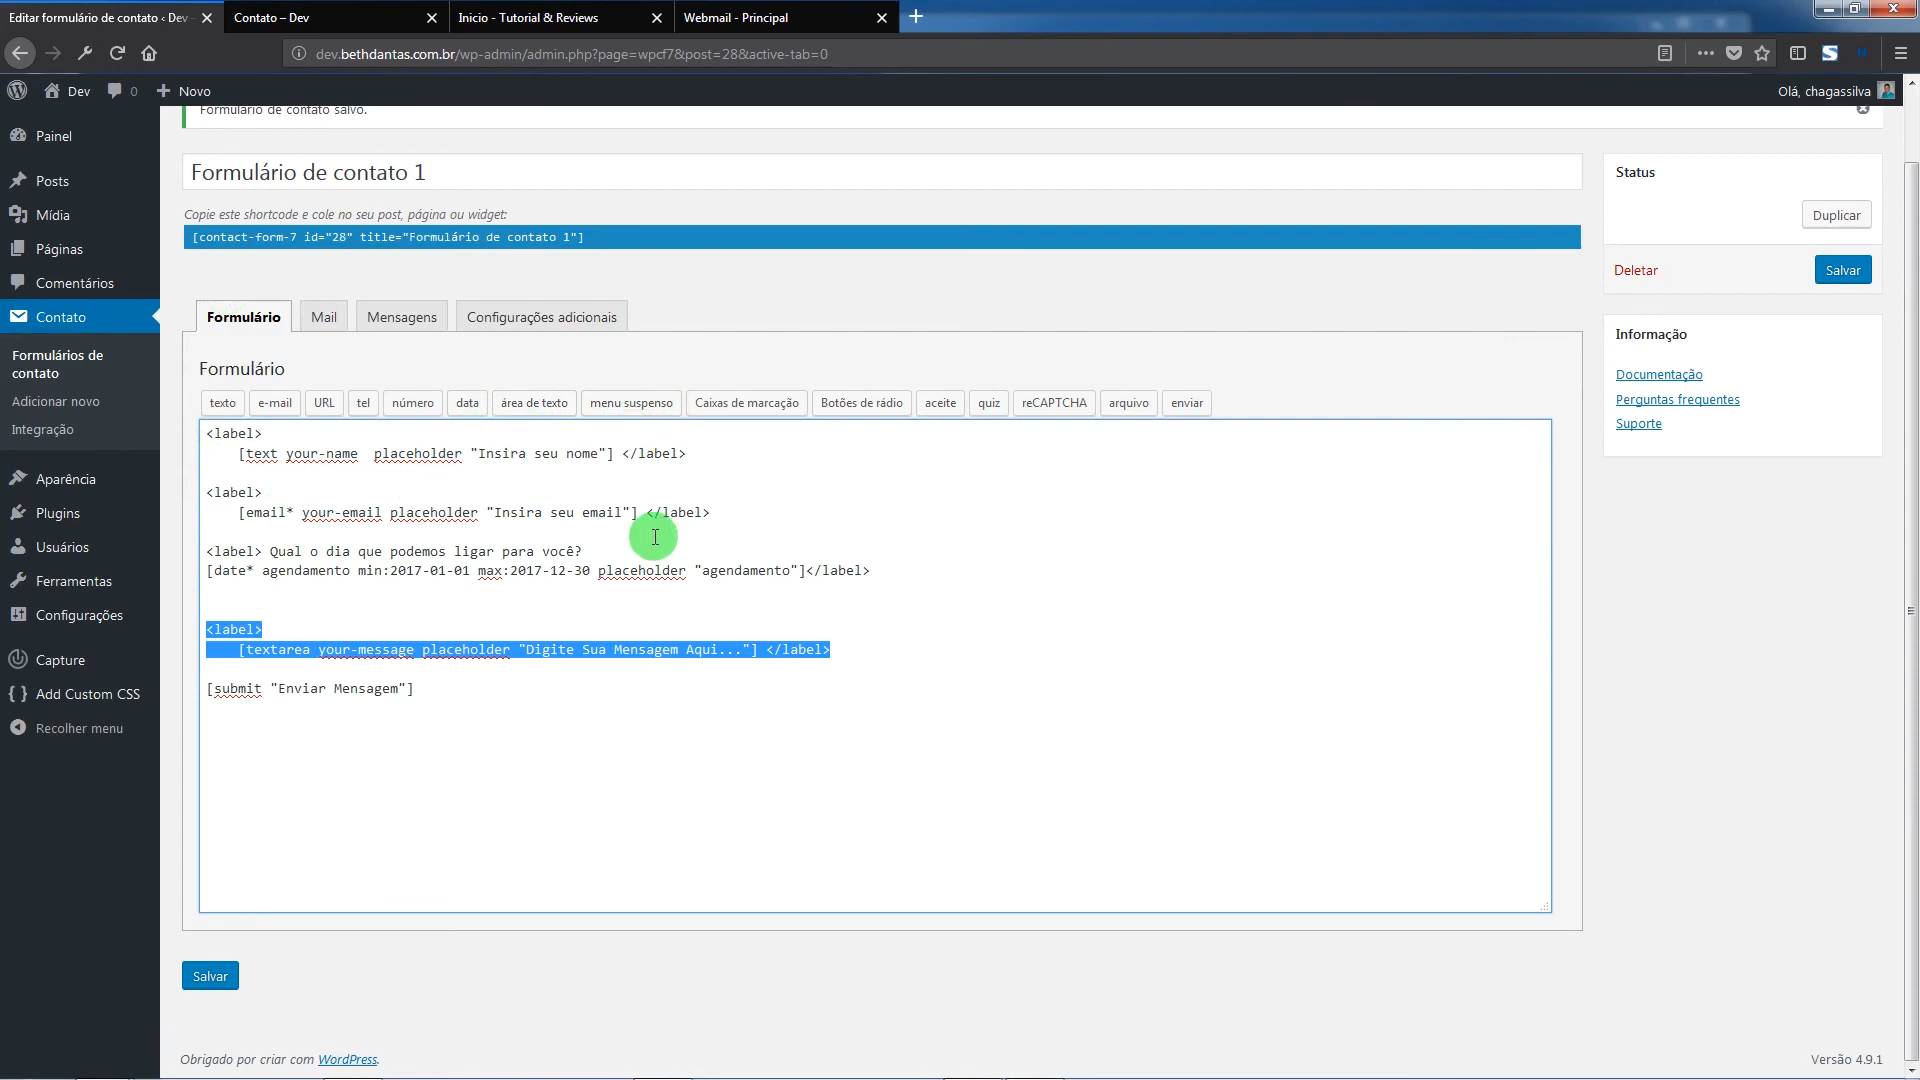 Editar formulário de contato ‹ Dev
Contato – Dev
Inicio - Tutorial & Reviews
Webmail - Principal
dev.bethdantas.com.br/wp-admin/admin.php?page=wpcf7&post=28&active-tab=0
Dev
0
Novo
Olá, chagassilva
Painel
Posts
Mídia
Páginas
Comentários
Contato
Formulários de
contato
Adicionar novo
Integração
Aparência
Plugins
Usuários
Ferramentas
Configurações
Capture
Add Custom CSS
Recolher menu
Formulário de contato salvo.
Formulário de contato 1
Copie este shortcode e cole no seu post, página ou widget:
[contact-form-7 id="28" title="Formulário de contato 1"]
Formulário
Mail
Mensagens
Configurações adicionais
Formulário
texto
e-mail
URL
tel
número
data
área de texto
menu suspenso
Caixas de marcação
Botões de rádio
aceite
quiz
reCAPTCHA
arquivo
enviar
<label>
[text your-name  placeholder "Insira seu nome"] </label>
<label>
[email* your-email placeholder "Insira seu email"] </label>
<label> Qual o dia que podemos ligar para você?
[date* agendamento min:2017-01-01 max:2017-12-30 placeholder "agendamento"]</label>
<label>
[textarea your-message placeholder "Digite Sua Mensagem Aqui..."] </label>
[submit "Enviar Mensagem"]
Salvar
Status
Duplicar
Deletar
Salvar
Informação
Documentação
Perguntas frequentes
Suporte
Obrigado por criar com WordPress.
Versão 4.9.1